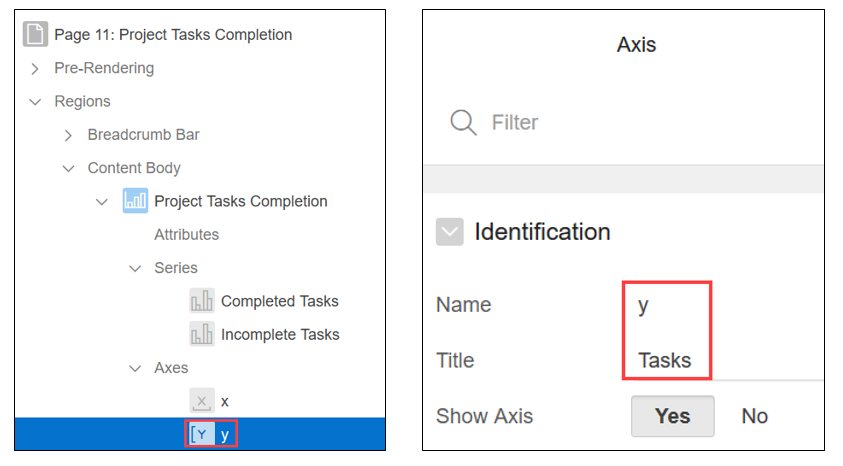 Page 11: Project Tasks Completion
Pre-Rendering
Regions
Breadcrumb Bar
Content Body
Project Tasks Completion
Attributes
Series
Completed Tasks
Incomplete Tasks
Axes
X x
Y y
Axis
Filter
Identification
Name y
Title Tasks
Show Axis Yes No